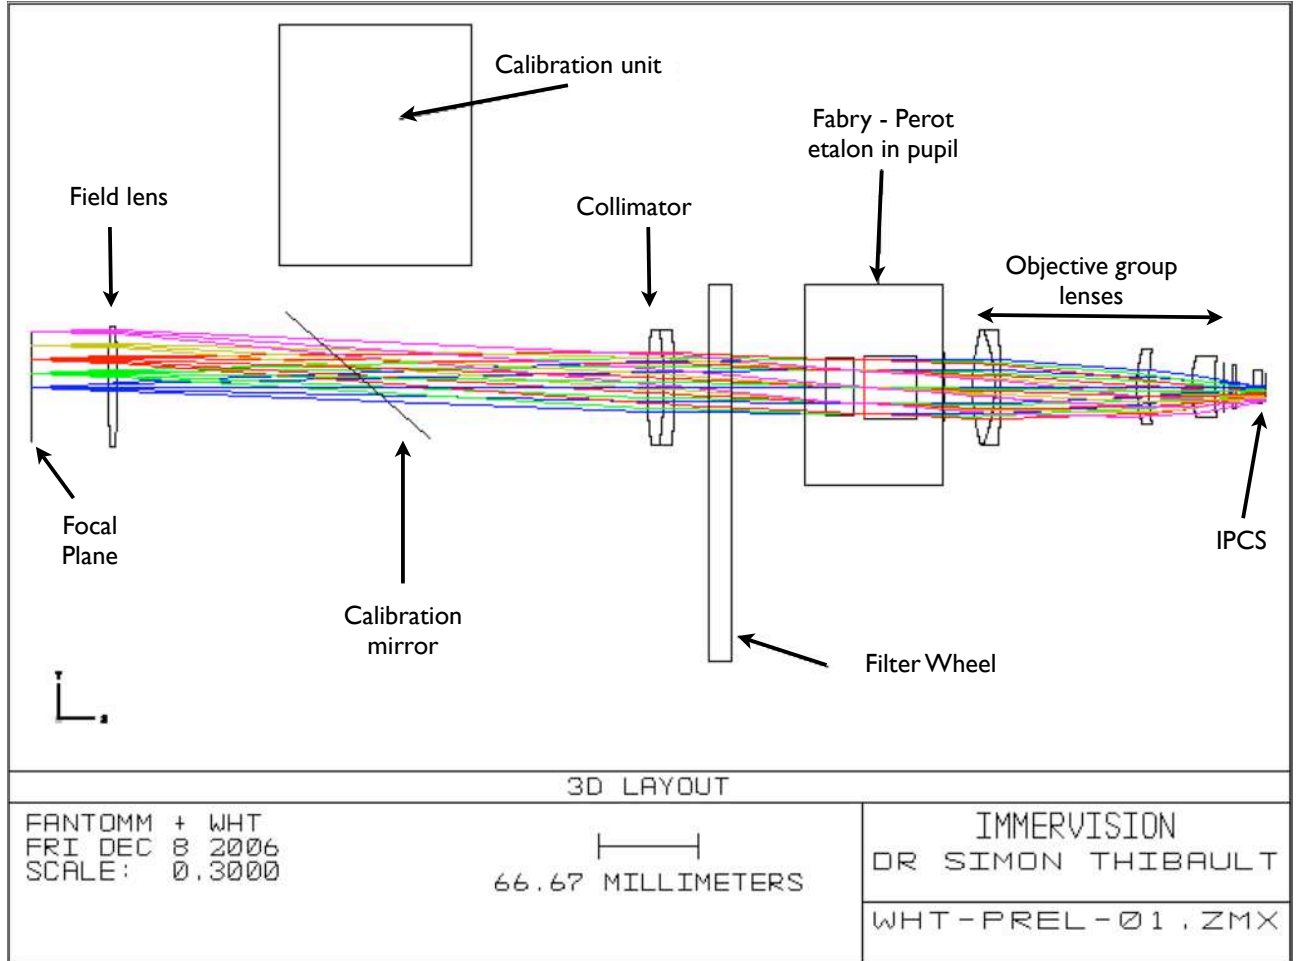 Calibration unit
Fabry - Perot
etalon in pupil
Field lens
Collimator
Objective group
lenses
Focal
Plane
IPCS
Calibration
mirror
Filter Wheel
Y
Z
3D LAYOUT
FANTOMM + WHT
FRI DEC 8 2006
SCALE: 0.3000
66.67 MILLIMETERS
IMMERVISION
DR SIMON THIBAULT
WHT-PREL-01.ZMX